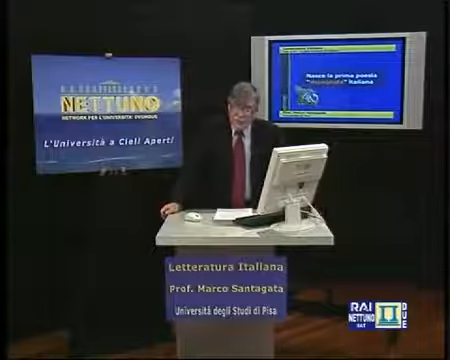 NETTUNO
NETWORK PER L'UNIVERSITÀ OVUNQUE
L'Università a Cieli Aperti
Nasce la prima poesia
italiana
Letteratura Italiana
Prof. Marco Santagata
Università degli Studi di Pisa
RAI
NETTUNO
SAT
DUE